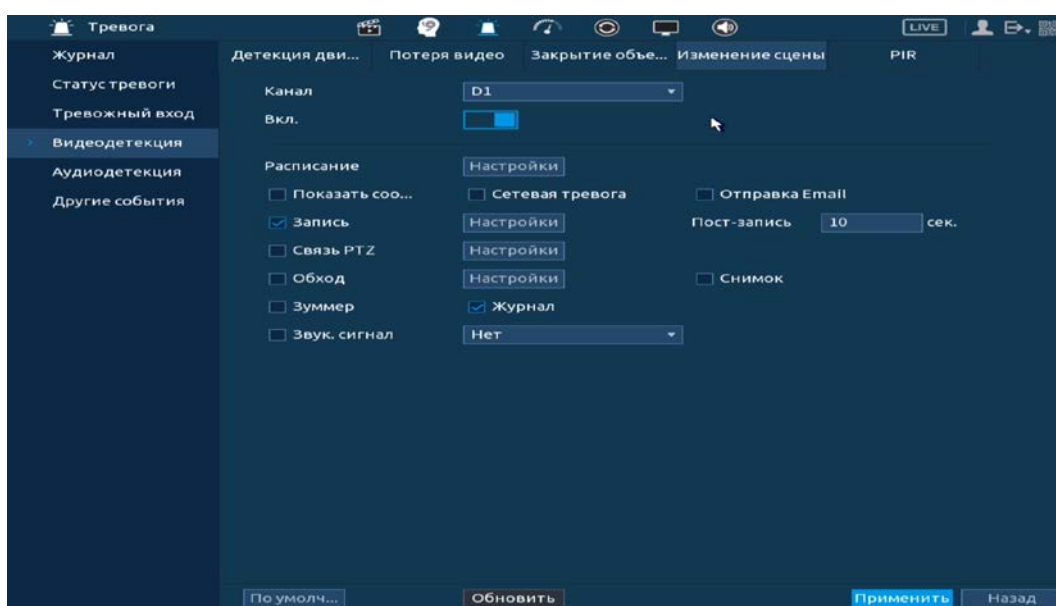 Тревога LIVE
Журнал
Статус тревоги
Тревожный вход
Видеодетекция
Аудиодетекция
Другие события
Детекция дви... Потеря видео Закрытие объе... Изменение сцены PIR
Канал D1
Вкл.
Расписание Настройки
Показать соо... Сетевая тревога Отправка Email
Запись Настройки Пост-запись 10 сек.
Связь PTZ Настройки
Обход Настройки Снимок
Зуммер Журнал
Звук. сигнал Нет
По умолч... Обновить Применить Назад